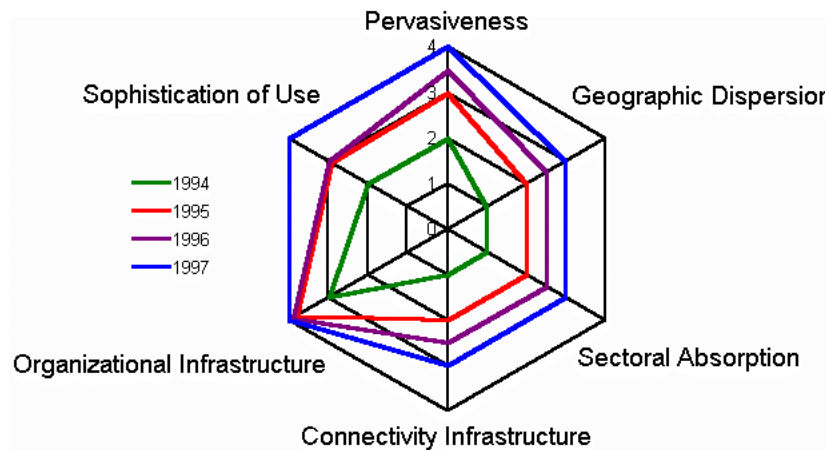 Pervasiveness
4
Sophistication of Use
3
Geographic Dispersion
2
1994
1
1995
0
1996
1997
Organizational Infrastructure
Sectoral Absorption
Connectivity Infrastructure